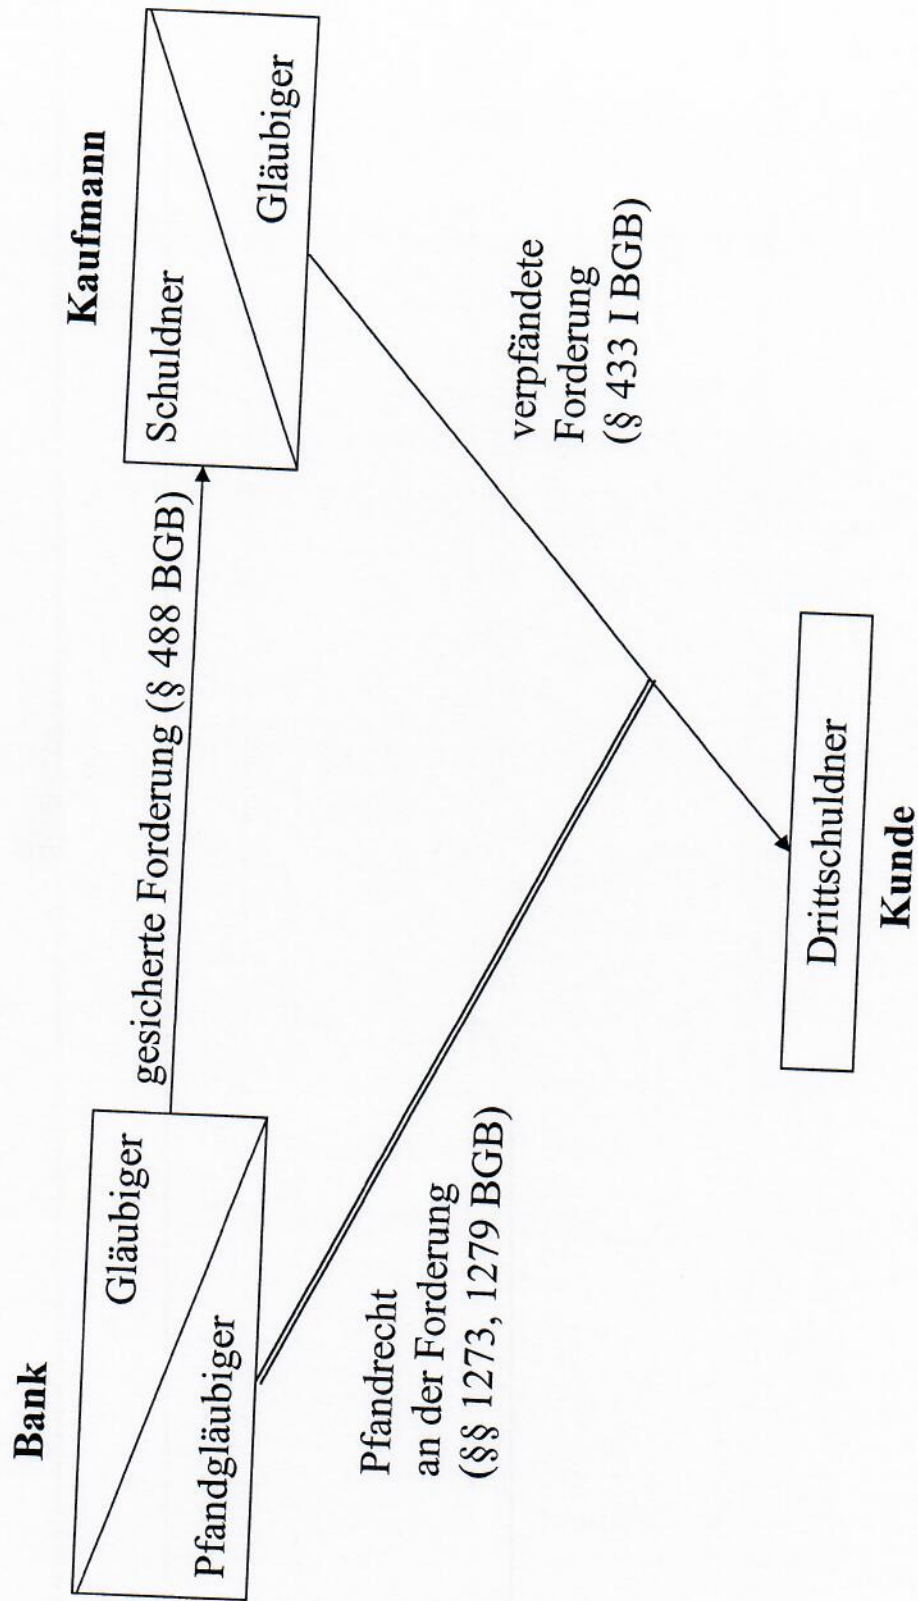 Bank
Kaufmann
Gläubiger
Pfandgläubiger
gesicherte Forderung (§ 488 BGB)
Schuldner
Gläubiger
Pfandrecht
an der Forderung
(§§ 1273, 1279 BGB)
verpfändete
Forderung
(§ 433 I BGB)
Drittschuldner
Kunde